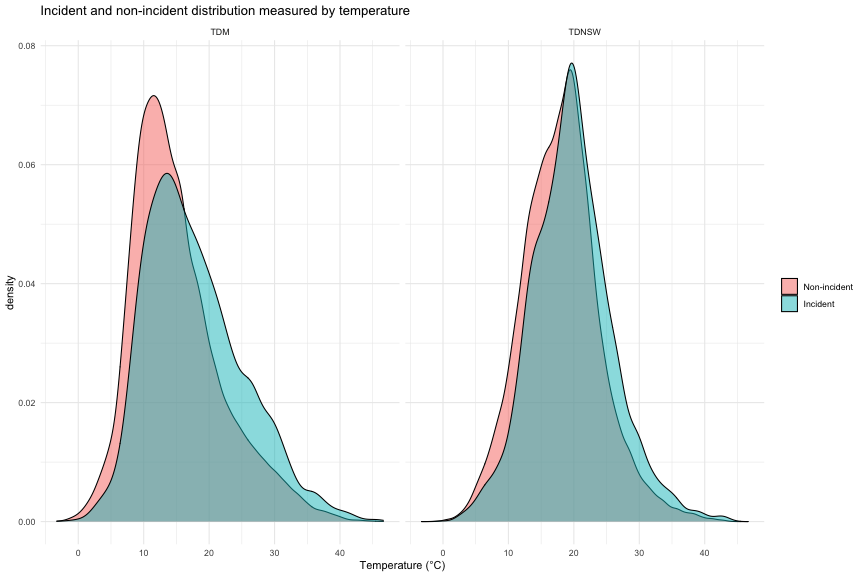 Incident and non-incident distribution measured by temperature
TDM
TDNSW
0.08
0.06
0.04
0.02
0.00
density
Non-incident
Incident
0 10 20 30 40
0 10 20 30 40
Temperature (°C)